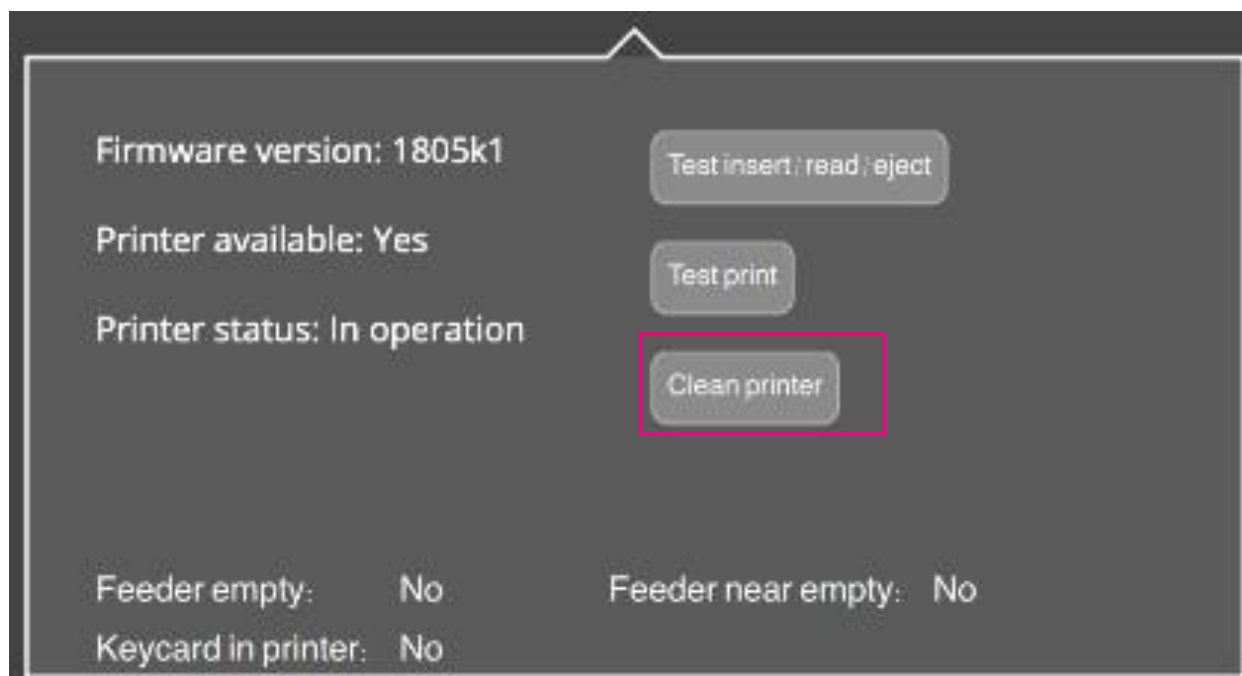 Firmware version: 1805k1
Test insert/read/eject
Printer available: Yes
Test print
Printer status: In operation
Clean printer
Feeder empty: No Feeder near empty: No
Keycard in printer: No